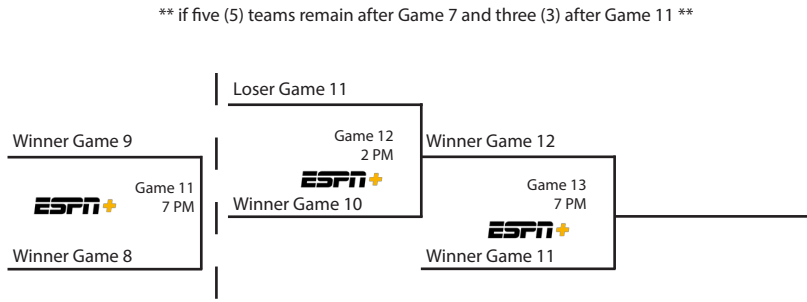 ** if five (5) teams remain after Game 7 and three (3) after Game 11 **
Loser Game 11
Winner Game 9
Game 12
2 PM
Winner Game 12
ESPN+
Game 11
7 PM
ESPN+
Winner Game 10
Game 13
7 PM
ESPN+
Winner Game 8
Winner Game 11